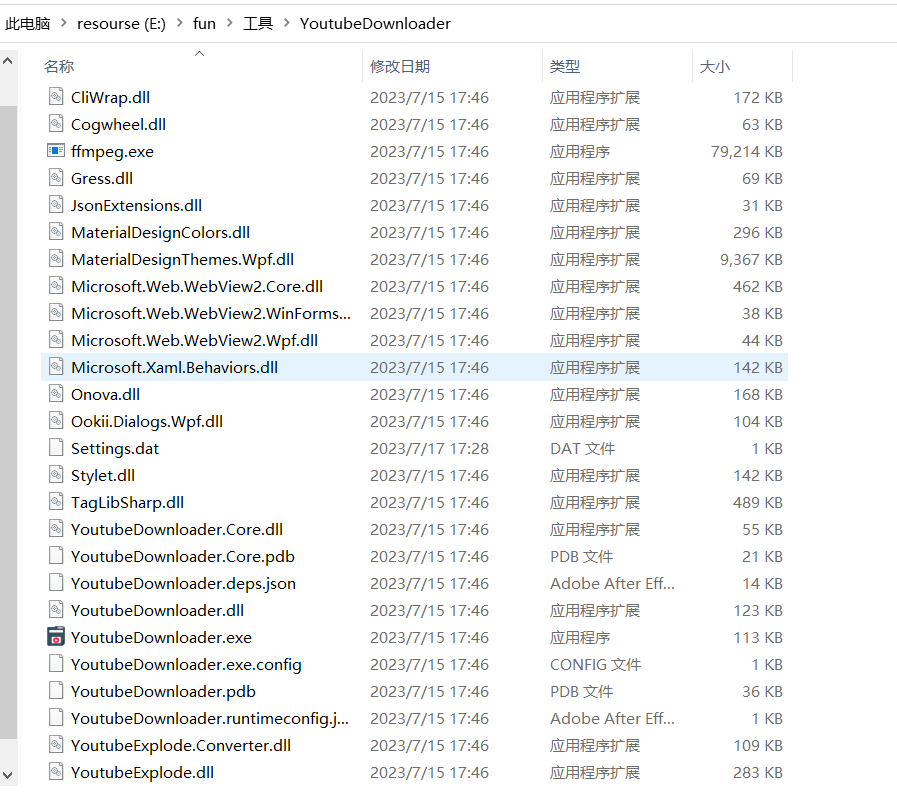 此电脑 > resourse (E:) > fun > 工具 > YoutubeDownloader
名称 修改日期 类型 大小
CliWrap.dll 2023/7/15 17:46 应用程序扩展 172 KB
Cogwheel.dll 2023/7/15 17:46 应用程序扩展 63 KB
ffmpeg.exe 2023/7/15 17:46 应用程序 79,214 KB
Gress.dll 2023/7/15 17:46 应用程序扩展 69 KB
JsonExtensions.dll 2023/7/15 17:46 应用程序扩展 31 KB
MaterialDesignColors.dll 2023/7/15 17:46 应用程序扩展 296 KB
MaterialDesignThemes.Wpf.dll 2023/7/15 17:46 应用程序扩展 9,367 KB
Microsoft.Web.WebView2.Core.dll 2023/7/15 17:46 应用程序扩展 462 KB
Microsoft.Web.WebView2.WinForms... 2023/7/15 17:46 应用程序扩展 38 KB
Microsoft.Web.WebView2.Wpf.dll 2023/7/15 17:46 应用程序扩展 44 KB
Microsoft.Xaml.Behaviors.dll 2023/7/15 17:46 应用程序扩展 142 KB
Onova.dll 2023/7/15 17:46 应用程序扩展 168 KB
Ookii.Dialogs.Wpf.dll 2023/7/15 17:46 应用程序扩展 104 KB
Settings.dat 2023/7/17 17:28 DAT 文件 1 KB
Stylet.dll 2023/7/15 17:46 应用程序扩展 142 KB
TagLibSharp.dll 2023/7/15 17:46 应用程序扩展 489 KB
YoutubeDownloader.Core.dll 2023/7/15 17:46 应用程序扩展 55 KB
YoutubeDownloader.Core.pdb 2023/7/15 17:46 PDB 文件 21 KB
YoutubeDownloader.deps.json 2023/7/15 17:46 Adobe After Eff... 14 KB
YoutubeDownloader.dll 2023/7/15 17:46 应用程序扩展 123 KB
YoutubeDownloader.exe 2023/7/15 17:46 应用程序 113 KB
YoutubeDownloader.exe.config 2023/7/15 17:46 CONFIG 文件 1 KB
YoutubeDownloader.pdb 2023/7/15 17:46 PDB 文件 36 KB
YoutubeDownloader.runtimeconfig.j... 2023/7/15 17:46 Adobe After Eff... 1 KB
YoutubeExplode.Converter.dll 2023/7/15 17:46 应用程序扩展 109 KB
YoutubeExplode.dll 2023/7/15 17:46 应用程序扩展 283 KB